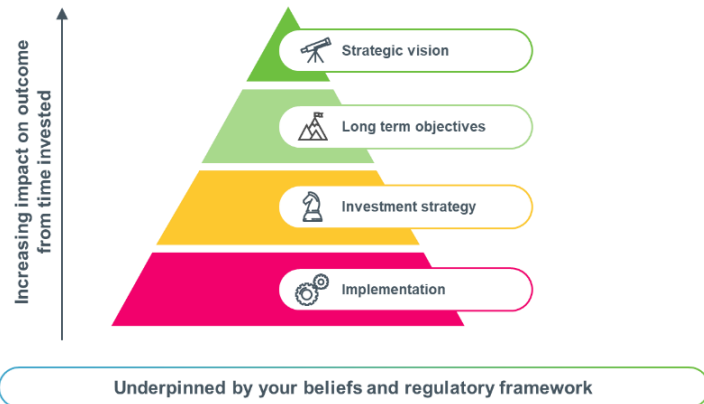 Increasing impact on outcome
from time invested
Strategic vision
Long term objectives
Investment strategy
Implementation
Underpinned by your beliefs and regulatory framework